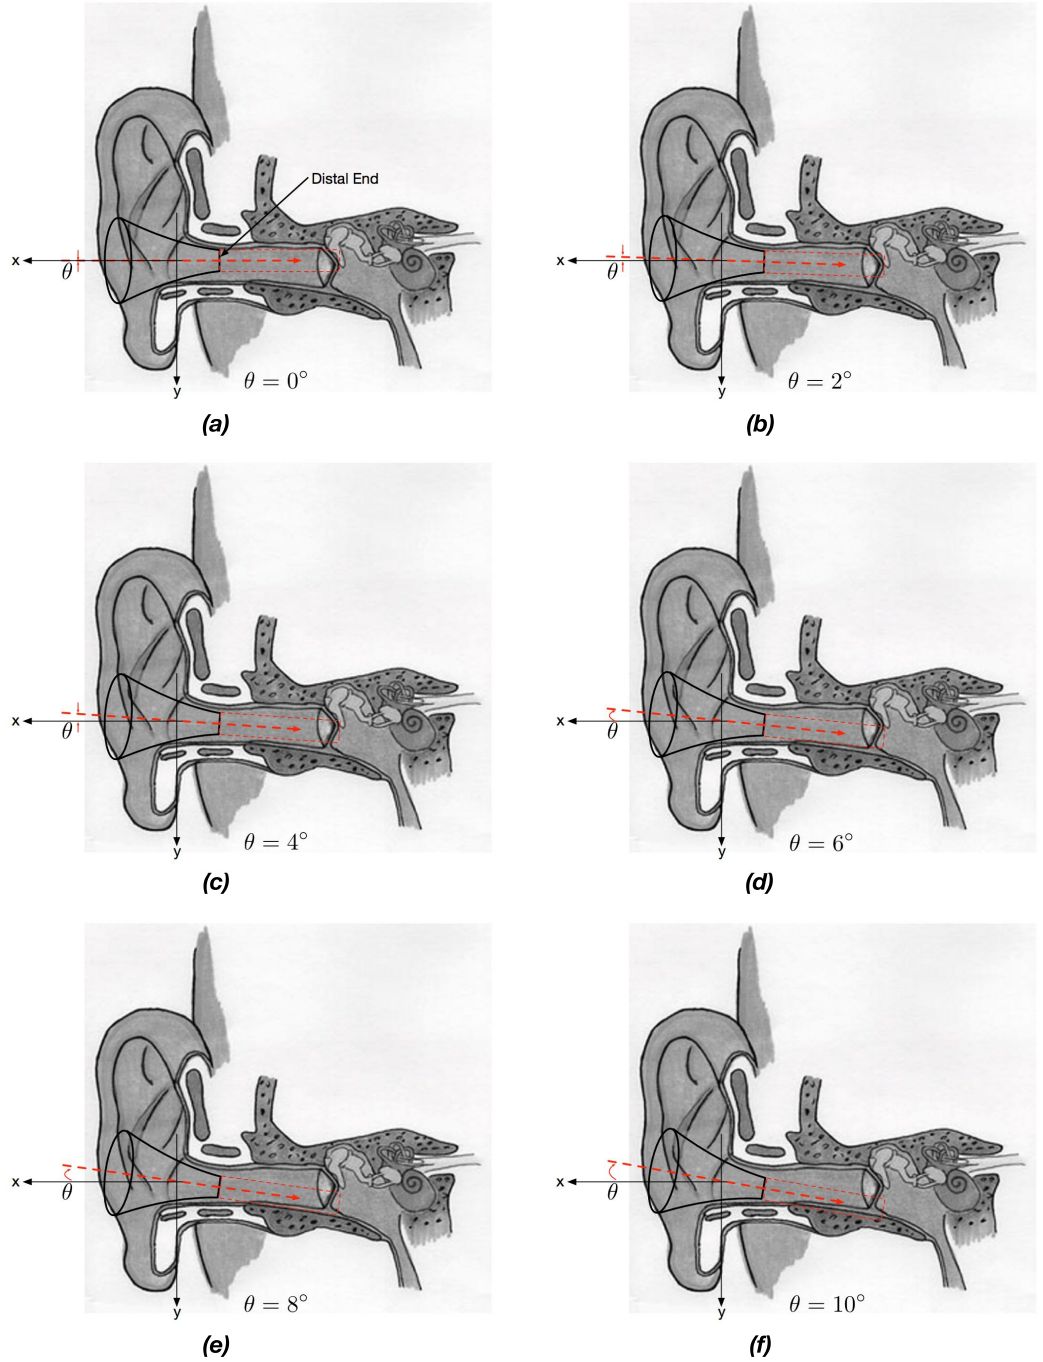 Distal End
x
θ
y
θ = 0°
(a)
x
θ
y
θ = 2°
(b)
x
θ
y
θ = 4°
(c)
x
θ
y
θ = 6°
(d)
x
θ
y
θ = 8°
(e)
x
θ
y
θ = 10°
(f)